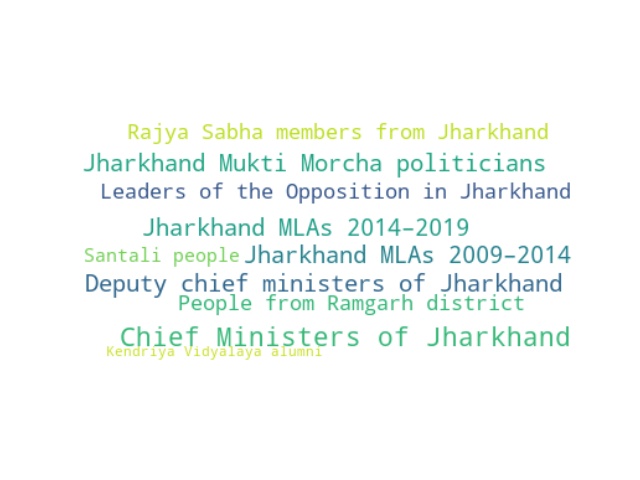 Rajya Sabha members from Jharkhand
Jharkhand Mukti Morcha politicians
Leaders of the Opposition in Jharkhand
Jharkhand MLAs 2014–2019
Santali people Jharkhand MLAs 2009–2014
Deputy chief ministers of Jharkhand
People from Ramgarh district
Chief Ministers of Jharkhand
Kendriya Vidyalaya alumni